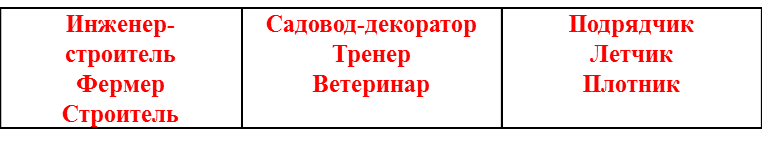 Инженер-
строитель
Фермер
Строитель
Садовод-декоратор
Тренер
Ветеринар
Подрядчик
Летчик
Плотник